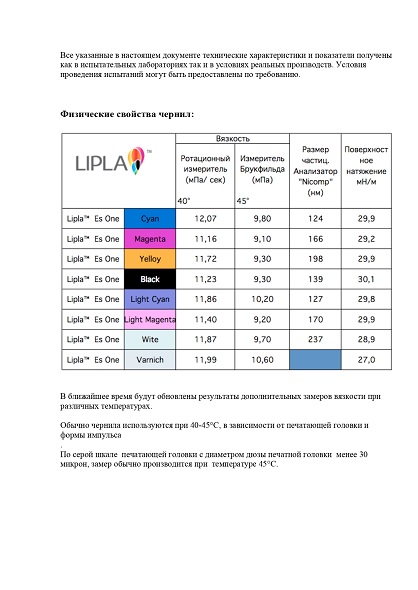 Все указанные в настоящем документе технические характеристики и показатели получены
как в испытательных лабораториях так и в условиях реальных производств. Условия
проведения испытаний могут быть предоставлены по требованию.
Физические свойства чернил:
LIPLA™
Вязкость
Ротационный
измеритель
(мПа/ сек)
40°
Измеритель
Брукфильда
(мПа)
45°
Размер
частиц.
Анализатор
"Nicomp"
(нм)
Поверхност
ное
натяжение
мН/м
Lipla™ Es One Cyan 12,07 9,80 124 29,9
Lipla™ Es One Magenta 11,16 9,10 166 29,2
Lipla™ Es One Yelloy 11,72 9,30 198 29,9
Lipla™ Es One Black 11,23 9,30 139 30,1
Lipla™ Es One Light Cyan 11,86 10,20 127 29,8
Lipla™ Es One Light Magenta 11,40 9,20 170 29,9
Lipla™ Es One Wite 11,87 9,70 237 28,9
Lipla™ Es One Varnich 11,99 10,60 27,0
В ближайшее время будут обновлены результаты дополнительных замеров вязкости при
различных температурах.
Обычно чернила используются при 40-45°C, в зависимости от печатающей головки и
формы импульса
.
По серой шкале печатающей головки с диаметром дюзы печатной головки менее 30
микрон, замер обычно производится при температуре 45°C.